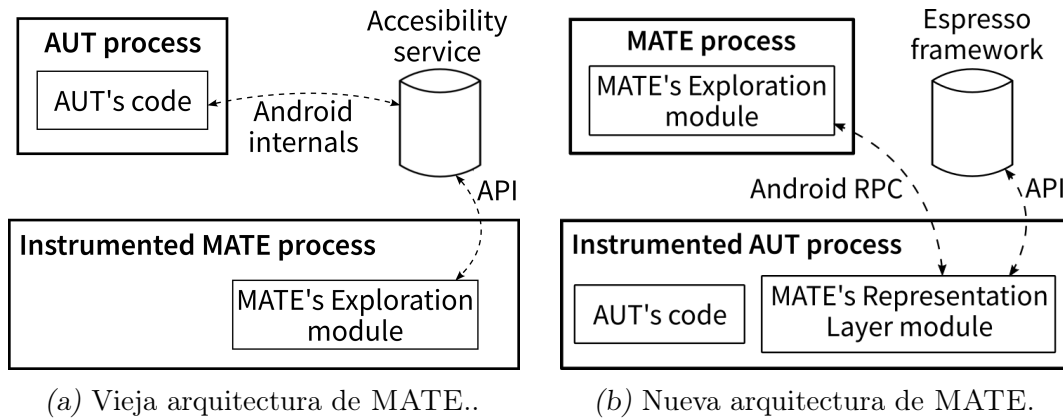 AUT process
AUT's code
Accesibility
service
Android
internals
API
Instrumented MATE process
MATE's Exploration
module
(a) Vieja arquitectura de MATE..
MATE process
MATE's Exploration
module
Espresso
framework
Android RPC
API
Instrumented AUT process
AUT's code
MATE's Representation
Layer module
(b) Nueva arquitectura de MATE.